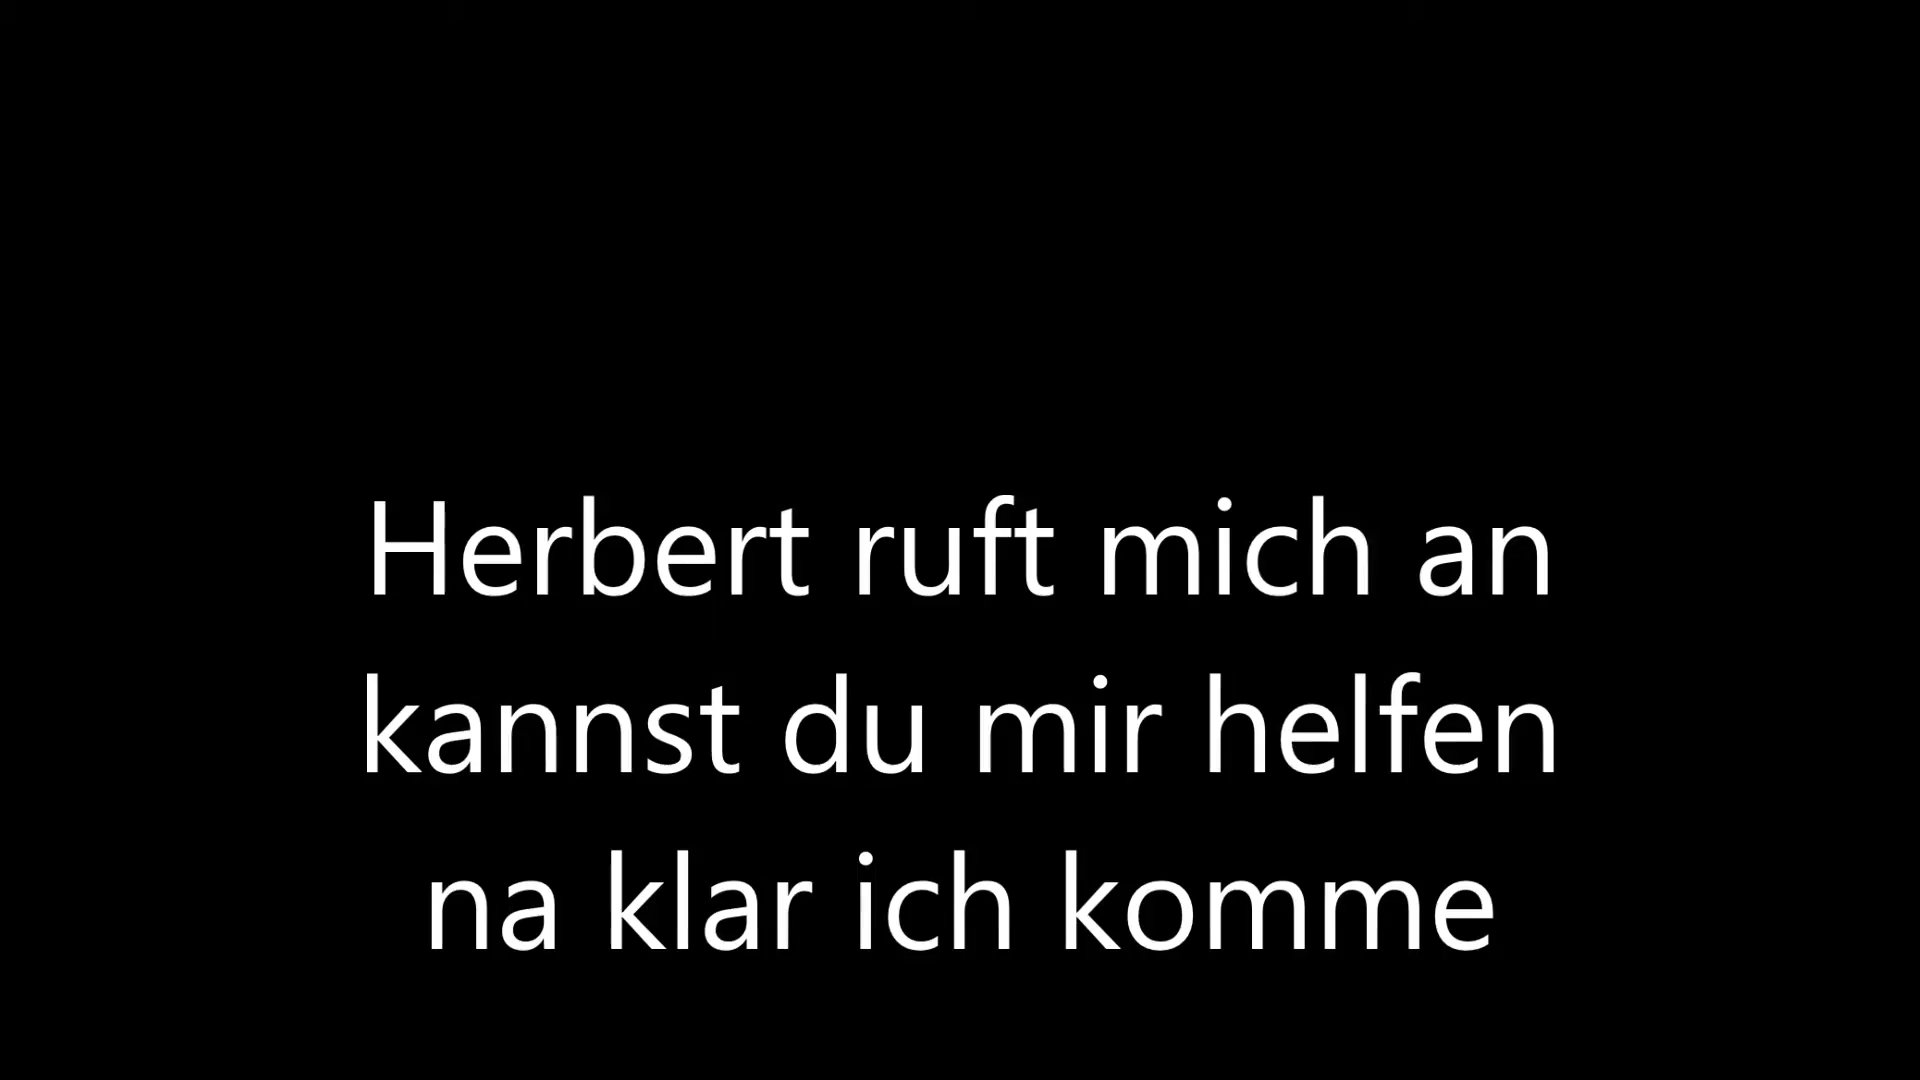 Herbert ruft mich an
kannst du mir helfen
na klar ich komme